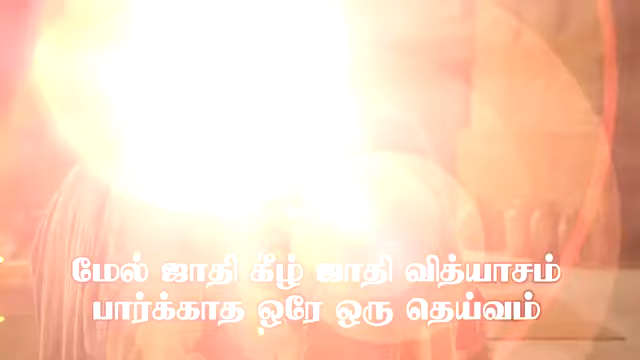 மேல் ஜாதி கீழ் ஜாதி வித்யாசம்
பார்க்காத ஒரே ஒரு தெய்வம்